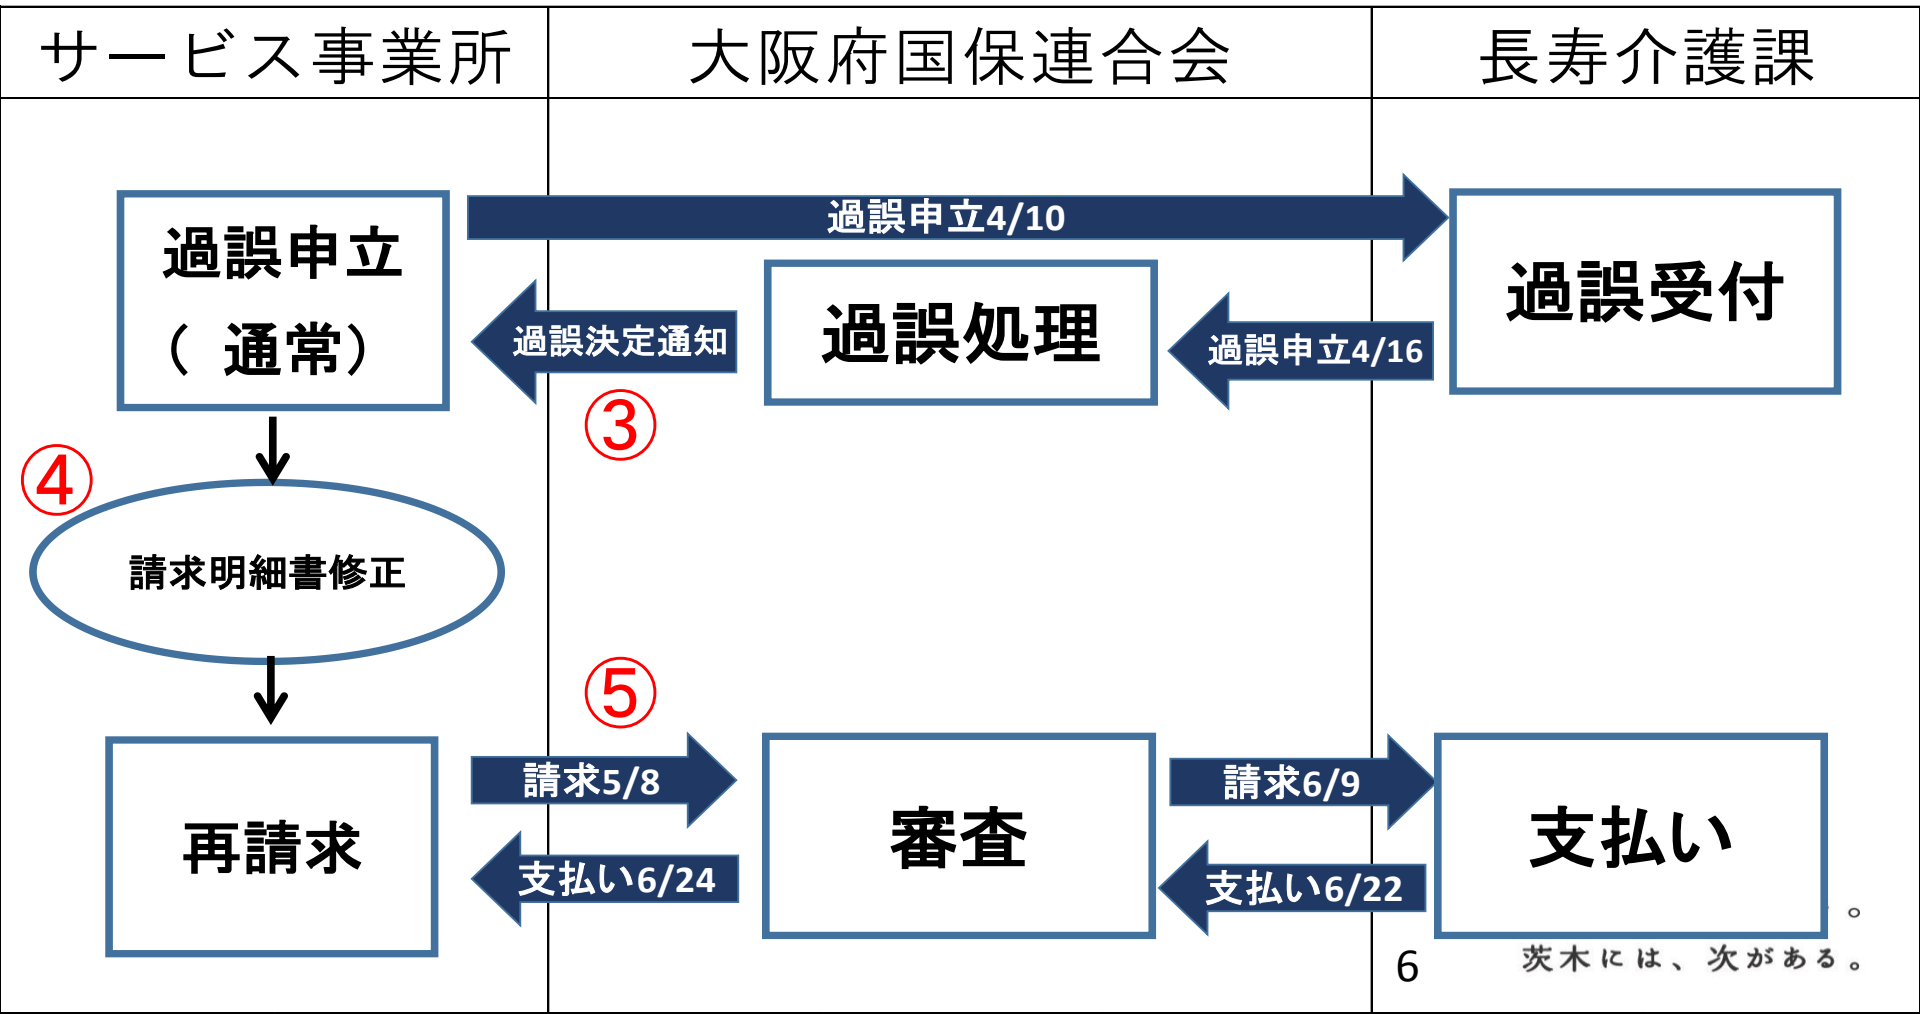 サービス事業所
大阪府国保連合会
長寿介護課
過誤申立
（ 通常）
過誤申立4/10
過誤受付
過誤決定通知
過誤処理
過誤申立4/16
③
④
請求明細書修正
⑤
再請求
請求5/8
審査
請求6/9
支払い
支払い6/24
支払い6/22
。
6
茨木には、次がある。